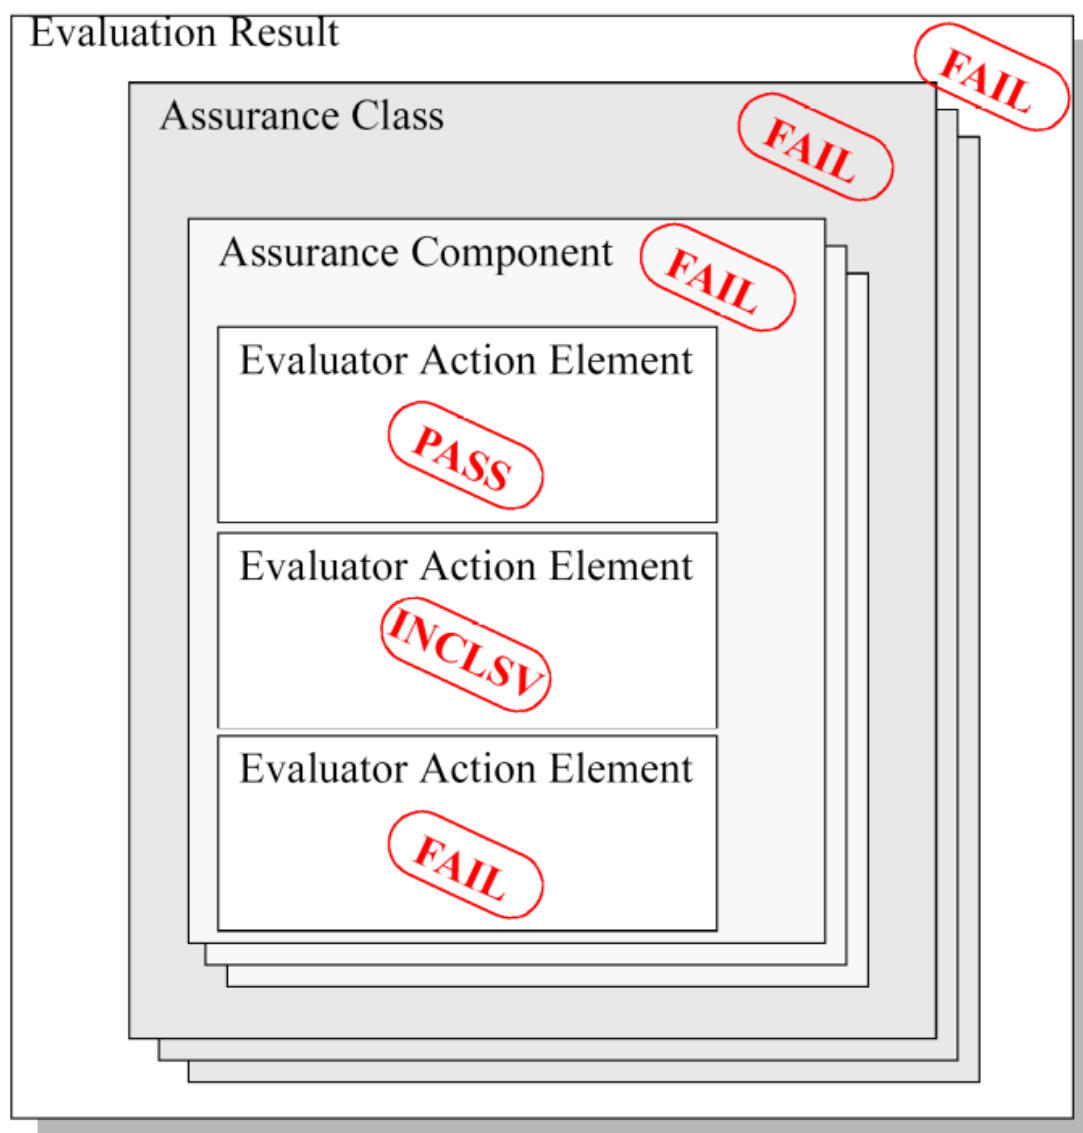 Evaluation Result
FAIL
Assurance Class
FAIL
Assurance Component
FAIL
Evaluator Action Element
PASS
Evaluator Action Element
INCLSV
Evaluator Action Element
FAIL